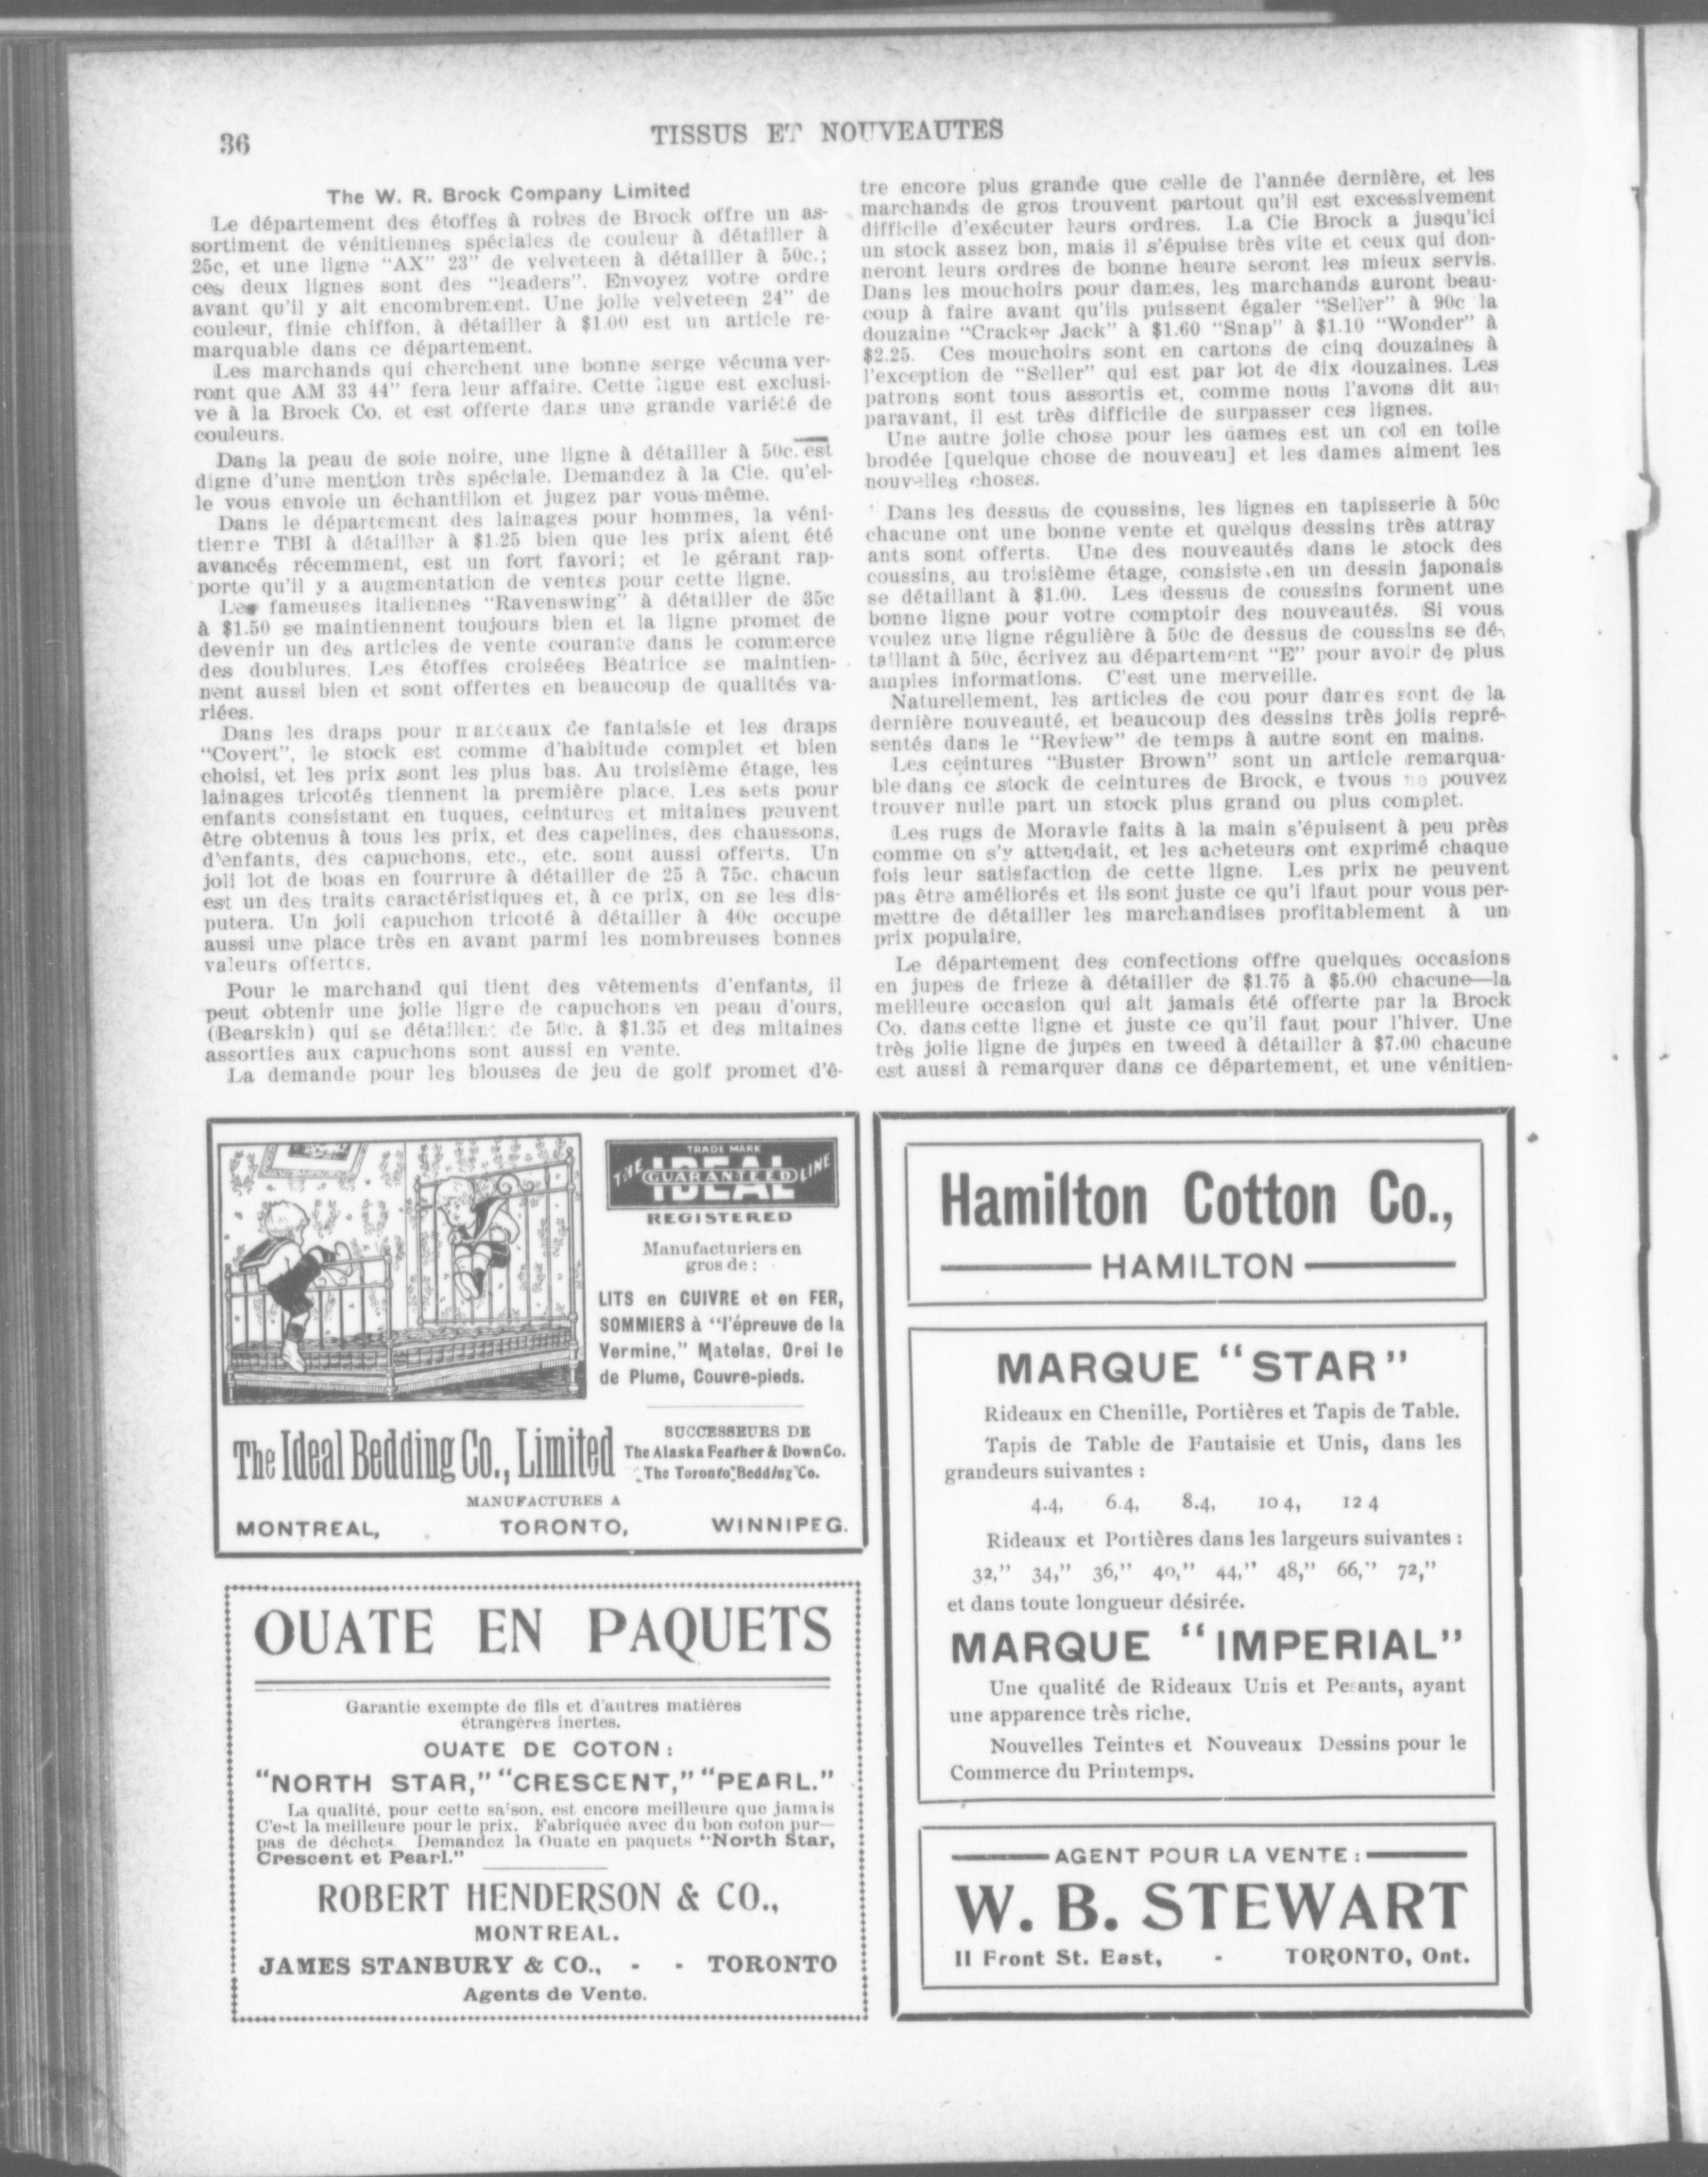 36
TISSUS ET NOUVEAUTES
The W. R. Brock Company Limited
Le département des étoffes à robes de Brock offre un as-
sortiment de vénitiennes spéciales de couleur à détailler à
25c, et une ligne "AX" 23" de velveteen à détailler à 50c.;
ces deux lignes sont des "leaders". Envoyez votre ordre
avant qu'il y ait encombrement. Une jolie velveteen 24" de
couleur, finie chiffon, à détailler à $1.00 est un article re-
marquable dans ce département.
Les marchands qui cherchent une bonne serge vécuna ver-
ront que AM 33 44" fera leur affaire. Cette ligne est exclusi-
ve à la Brock Co. et est offerte dans une grande variété de
couleurs.
Dans la peau de soie noire, une ligne à détailler à 50c. est
digne d'une mention très spéciale. Demandez à la Cie. qu'el-
le vous envoie un échantillon et jugez par vous-même.
Dans le département des lainages pour hommes, la véni-
tienne TBI à détailler à $1.25 bien que les prix aient été
avancés récemment, est un fort favori; et le gérant rap-
porte qu'il y a augmentation de ventes pour cette ligne.
Les fameuses italiennes "Ravenswing" à détailler de 35c
à $1.50 se maintiennent toujours bien et la ligne promet de
devenir un des articles de vente courante dans le commerce
des doublures. Les étoffes croisées Béatrice se maintien-
nent aussi bien et sont offertes en beaucoup de qualités va-
riées.
Dans les draps pour manteaux de fantaisie et les draps
"Covert", le stock est comme d'habitude complet et bien
choisi, et les prix sont les plus bas. Au troisième étage, les
lainages tricotés tiennent la première place. Les sets pour
enfants consistant en tuques, ceintures et mitaines peuvent
être obtenus à tous les prix, et des capelines, des chaussons,
d'enfants, des capuchons, etc., etc. sont aussi offerts. Un
joli lot de boas en fourrure à détailler de 25 à 75c. chacun
est un des traits caractéristiques et, à ce prix, on se les dis-
putera. Un joli capuchon tricoté à détailler à 40c occupe
aussi une place très en avant parmi les nombreuses bonnes
valeurs offertes.
Pour le marchand qui tient des vêtements d'enfants, il
peut obtenir une jolie ligne de capuchons en peau d'ours,
(Bearskin) qui se détaillent de 50c. à $1.35 et des mitaines
assorties aux capuchons sont aussi en vente.
La demande pour les blouses de jeu de golf promet d'ê-
tre encore plus grande que celle de l'année dernière, et les
marchands de gros trouvent partout qu'il est excessivement
difficile d'exécuter leurs ordres. La Cie Brock a jusqu'ici
un stock assez bon, mais il s'épuise très vite et ceux qui don-
neront leurs ordres de bonne heure seront les mieux servis.
Dans les mouchoirs pour dames, les marchands auront beau-
coup à faire avant qu'ils puissent égaler "Seller" à 90c la
douzaine "Cracker Jack" à $1.60 "Snap" à $1.10 "Wonder" à
$2.25. Ces mouchoirs sont en cartons de cinq douzaines à
l'exception de "Seller" qui est par lot de dix douzaines. Les
patrons sont tous assortis et, comme nous l'avons dit au-
paravant, il est très difficile de surpasser ces lignes.
Une autre jolie chose pour les dames est un col en toile
brodée [quelque chose de nouveau] et les dames aiment les
nouvelles choses.
Dans les dessus de coussins, les lignes en tapisserie à 50c
chacune ont une bonne vente et quelqus dessins très attray
ants sont offerts. Une des nouveautés dans le stock des
coussins, au troisième étage, consiste en un dessin japonais
se détaillant à $1.00. Les dessus de coussins forment une
bonne ligne pour votre comptoir des nouveautés. Si vous
voulez une ligne régulière à 50c de dessus de coussins se dé-
taillant à 50c, écrivez au département "E" pour avoir de plus
amples informations. C'est une merveille.
Naturellement, les articles de cou pour dames sont de la
dernière nouveauté, et beaucoup des dessins très jolis repré-
sentés dans le "Review" de temps à autre sont en mains.
Les ceintures "Buster Brown" sont un article remarqua-
ble dans ce stock de ceintures de Brock, e tvous ne pouvez
trouver nulle part un stock plus grand ou plus complet.
Les rugs de Moravie faits à la main s'épuisent à peu près
comme on s'y attendait, et les acheteurs ont exprimé chaque
fois leur satisfaction de cette ligne. Les prix ne peuvent
pas être améliorés et ils sont juste ce qu'i lfaut pour vous per-
mettre de détailler les marchandises profitablement à un
prix populaire.
Le département des confections offre quelques occasions
en jupes de frieze à détailler de $1.75 à $5.00 chacune—la
meilleure occasion qui ait jamais été offerte par la Brock
Co. dans cette ligne et juste ce qu'il faut pour l'hiver. Une
très jolie ligne de jupes en tweed à détailler à $7.00 chacune
est aussi à remarquer dans ce département, et une vénitien-
TRADE MARK
THE IDEAL LINE
GUARANTEED
REGISTERED
Manufacturiers en
gros de :
LITS en CUIVRE et en FER,
SOMMIERS à "l'épreuve de la
Vermine," Matelas, Orei le
de Plume, Couvre-pieds.
The Ideal Bedding Co., Limited
SUCCESSEURS DE
The Alaska Feather & Down Co.
The Toronto Bedding Co.
MANUFACTURES A
MONTREAL, TORONTO, WINNIPEG.
OUATE EN PAQUETS
Garantie exempte de fils et d'autres matières
étrangères inertes.
OUATE DE COTON :
"NORTH STAR," "CRESCENT," "PEARL."
La qualité, pour cette saison, est encore meilleure que jamais
C'est la meilleure pour le prix. Fabriquée avec du bon coton pur—
pas de déchets. Demandez la Ouate en paquets "North Star,
Crescent et Pearl."
ROBERT HENDERSON & CO.,
MONTREAL.
JAMES STANBURY & CO., - - TORONTO
Agents de Vente.
Hamilton Cotton Co.,
HAMILTON
MARQUE "STAR"
Rideaux en Chenille, Portières et Tapis de Table.
Tapis de Table de Fantaisie et Unis, dans les
grandeurs suivantes :
4.4, 6.4, 8.4, 10 4, 12 4
Rideaux et Portières dans les largeurs suivantes :
32," 34," 36," 40," 44," 48," 66," 72,"
et dans toute longueur désirée.
MARQUE "IMPERIAL"
Une qualité de Rideaux Unis et Pesants, ayant
une apparence très riche.
Nouvelles Teintes et Nouveaux Dessins pour le
Commerce du Printemps.
AGENT POUR LA VENTE :
W. B. STEWART
11 Front St. East, - TORONTO, Ont.